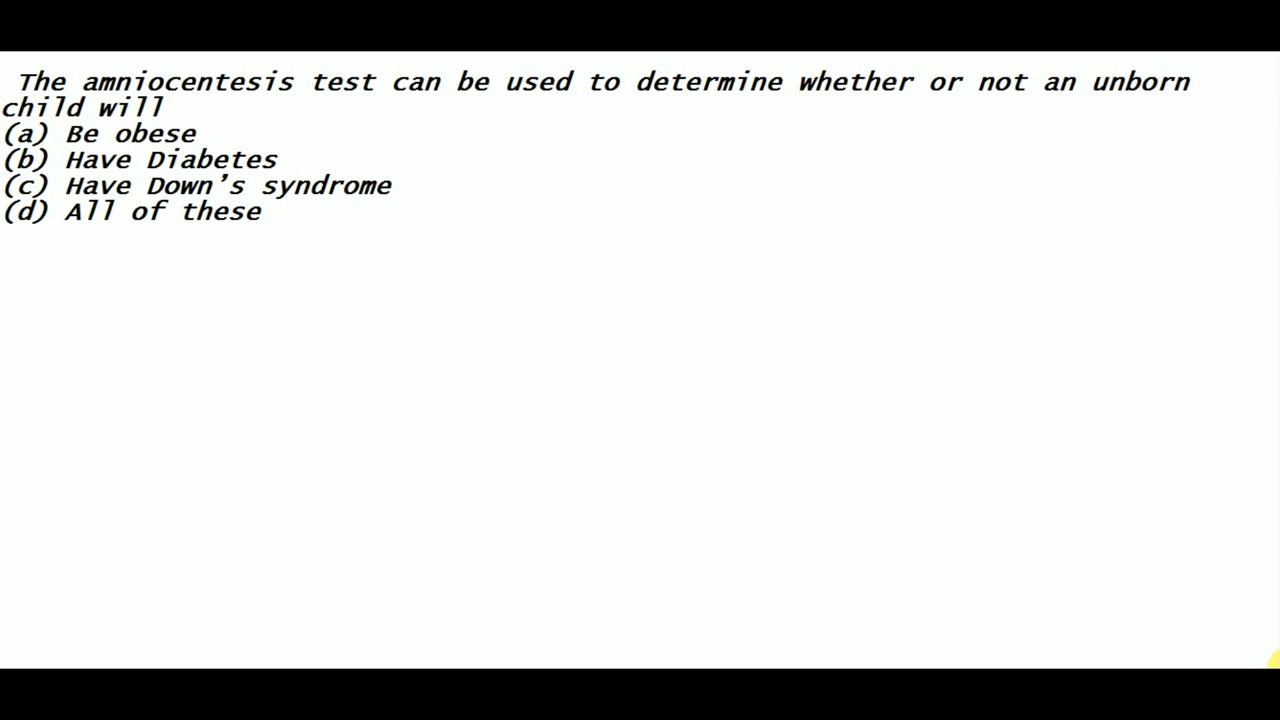 The amniocentesis test can be used to determine whether or not an unborn
child will
(a) Be obese
(b) Have Diabetes
(c) Have Down’s syndrome
(d) All of these